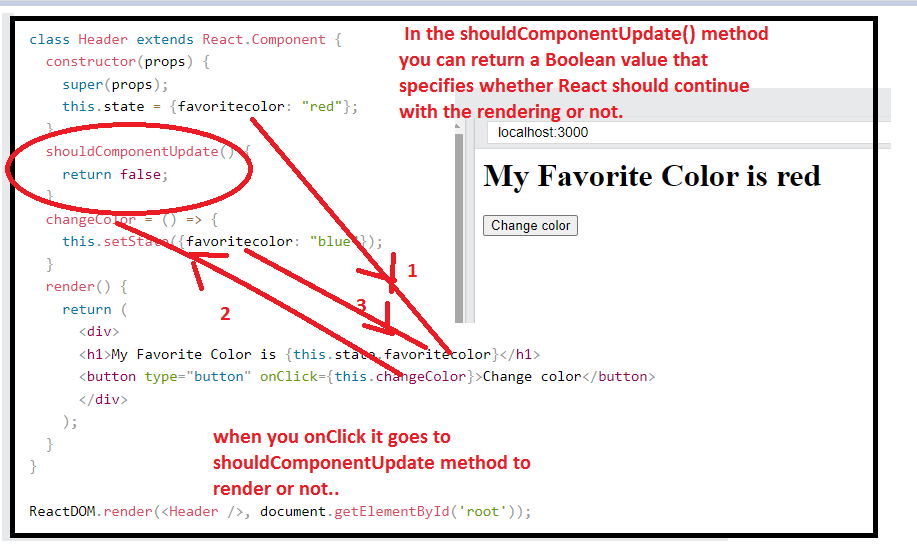 class Header extends React.Component {
  constructor(props) {
    super(props);
    this.state = {favoritecolor: "red"};
  }
  shouldComponentUpdate() {
    return false;
  }
  changeColor = () => {
    this.setState({favoritecolor: "blue"});
  }
  render() {
    return (
      <div>
      <h1>My Favorite Color is {this.state.favoritecolor}</h1>
      <button type="button" onClick={this.changeColor}>Change color</button>
      </div>
    );
  }
}
ReactDOM.render(<Header />, document.getElementById('root'));
In the shouldComponentUpdate() method
you can return a Boolean value that
specifies whether React should continue
with the rendering or not.
localhost:3000
My Favorite Color is red
Change color
1
2
3
when you onClick it goes to
shouldComponentUpdate method to
render or not..